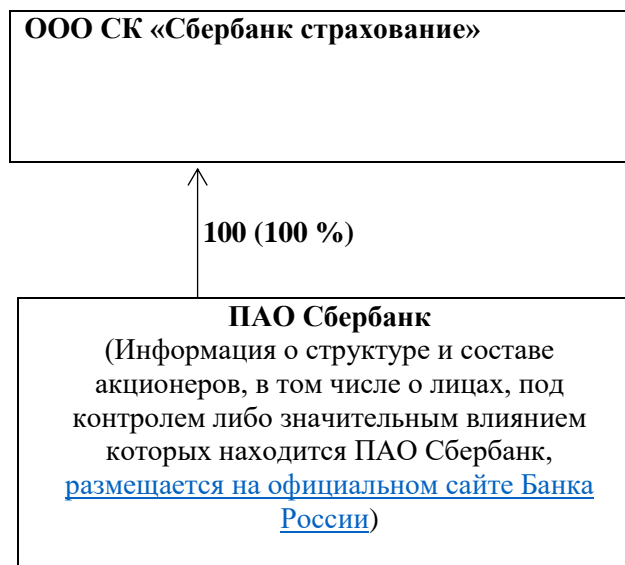 ООО СК «Сбербанк страхование»
100 (100 %)
ПАО Сбербанк
(Информация о структуре и составе
акционеров, в том числе о лицах, под
контролем либо значительным влиянием
которых находится ПАО Сбербанк,
размещается на официальном сайте Банка
России)